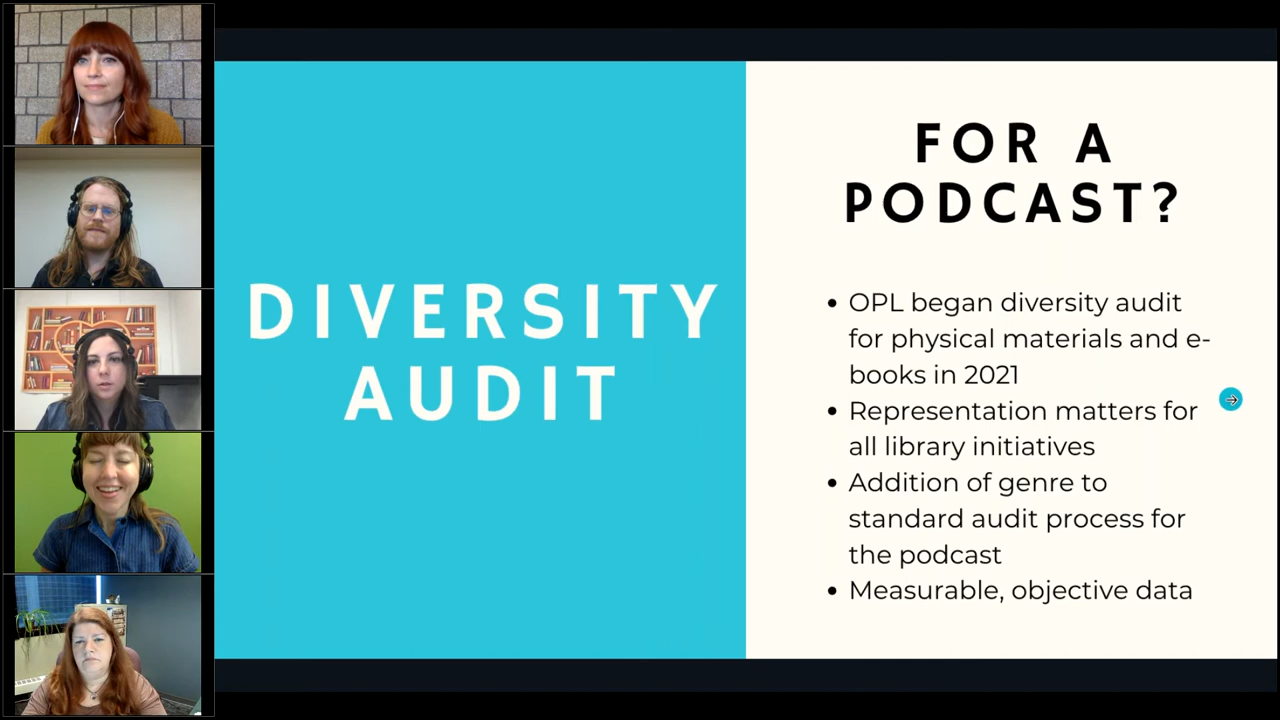 DIVERSITY
AUDIT
FOR A
PODCAST?
• OPL began diversity audit
for physical materials and e-
books in 2021
• Representation matters for
all library initiatives
• Addition of genre to
standard audit process for
the podcast
• Measurable, objective data